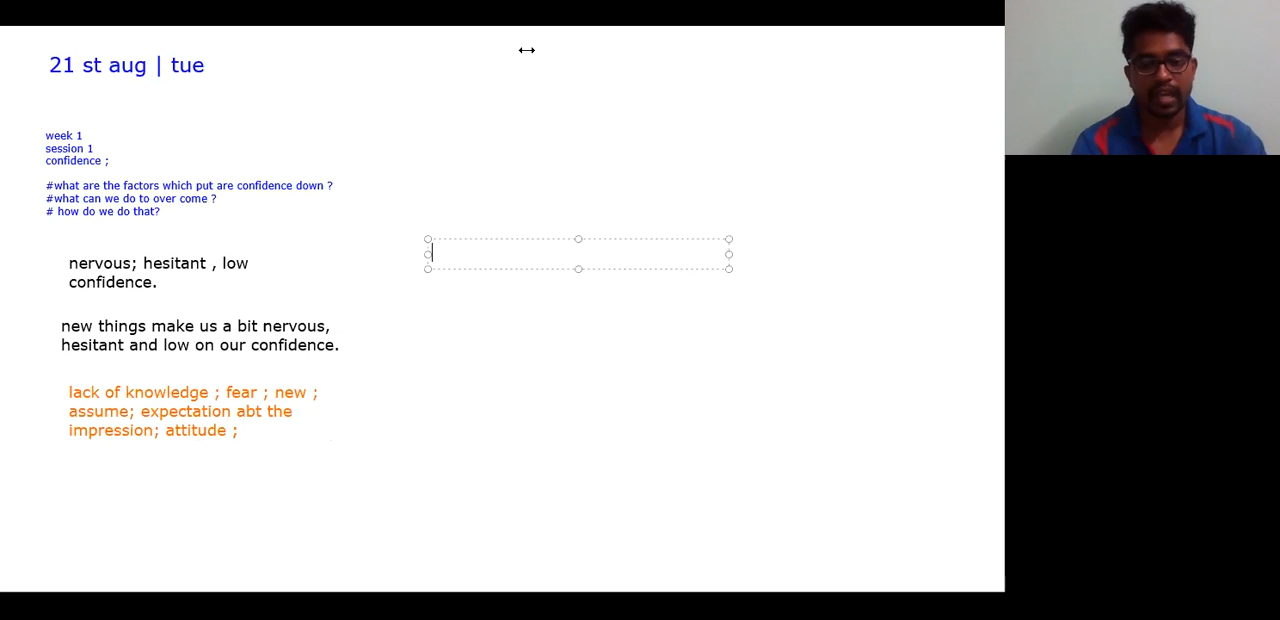 21 st aug | tue
week 1
session 1
confidence ;
#what are the factors which put are confidence down ?
#what can we do to over come ?
# how do we do that?
nervous; hesitant , low
confidence.
new things make us a bit nervous,
hesitant and low on our confidence.
lack of knowledge ; fear ; new ;
assume; expectation abt the
impression; attitude ;